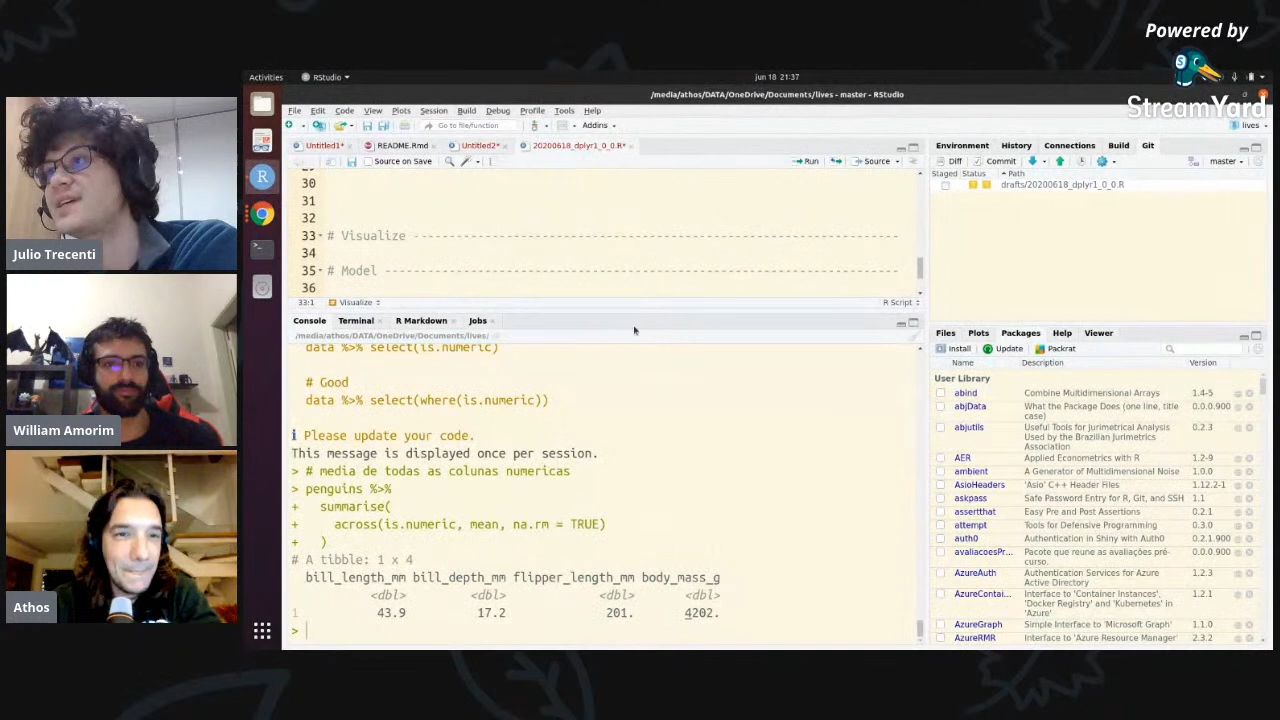 Powered by
StreamYard
Julio Trecenti
William Amorim
Athos
Activities RStudio jun 18 21:37
/media/athos/DATA/OneDrive/Documents/lives - master - RStudio
File Edit Code View Plots Session Build Debug Profile Tools Help
Go to file/function Addins lives
Untitled1* README.Rmd Untitled2* 20200618_dplyr1_0_0.R*
Source on Save Run Source
30
31
32
33 # Visualize
34
35 # Model
36
33:1 Visualize R Script
Console Terminal R Markdown Jobs
/media/athos/DATA/OneDrive/Documents/lives/
data %>% select(is.numeric)
# Good
data %>% select(where(is.numeric))
ℹ Please update your code.
This message is displayed once per session.
> # media de todas as colunas numericas
> penguins %>%
+ summarise(
+ across(is.numeric, mean, na.rm = TRUE)
+ )
# A tibble: 1 x 4
bill_length_mm bill_depth_mm flipper_length_mm body_mass_g
<dbl> <dbl> <dbl> <dbl>
1 43.9 17.2 201. 4202.
>
Environment History Connections Build Git
Diff Commit master
Staged Status Path
drafts/20200618_dplyr1_0_0.R
Files Plots Packages Help Viewer
Install Update Packrat
Name Description Version
User Library
abind Combine Multidimensional Arrays 1.4-5
abjData What the Package Does (one line, title case) 0.0.0.900
abjutils Useful Tools for Jurimetrical Analysis Used by the Brazilian Jurimetrics Association 0.2.3
AER Applied Econometrics with R 1.2-9
ambient A Generator of Multidimensional Noise 1.0.0
AsioHeaders 'Asio' C++ Header Files 1.12.2-1
askpass Safe Password Entry for R, Git, and SSH 1.1
assertthat Easy Pre and Post Assertions 0.2.1
attempt Tools for Defensive Programming 0.3.0
auth0 Authentication in Shiny with Auth0 0.2.1.900
avaliacoesPr... Pacote que reune as avaliações pré-curso. 0.0.0.900
AzureAuth Authentication Services for Azure Active Directory 1.2.3
AzureContai... Interface to 'Container Instances', 'Docker Registry' and 'Kubernetes' in 'Azure' 1.2.1
AzureGraph Simple Interface to 'Microsoft Graph' 1.1.0
AzureRMR Interface to 'Azure Resource Manager' 2.3.2